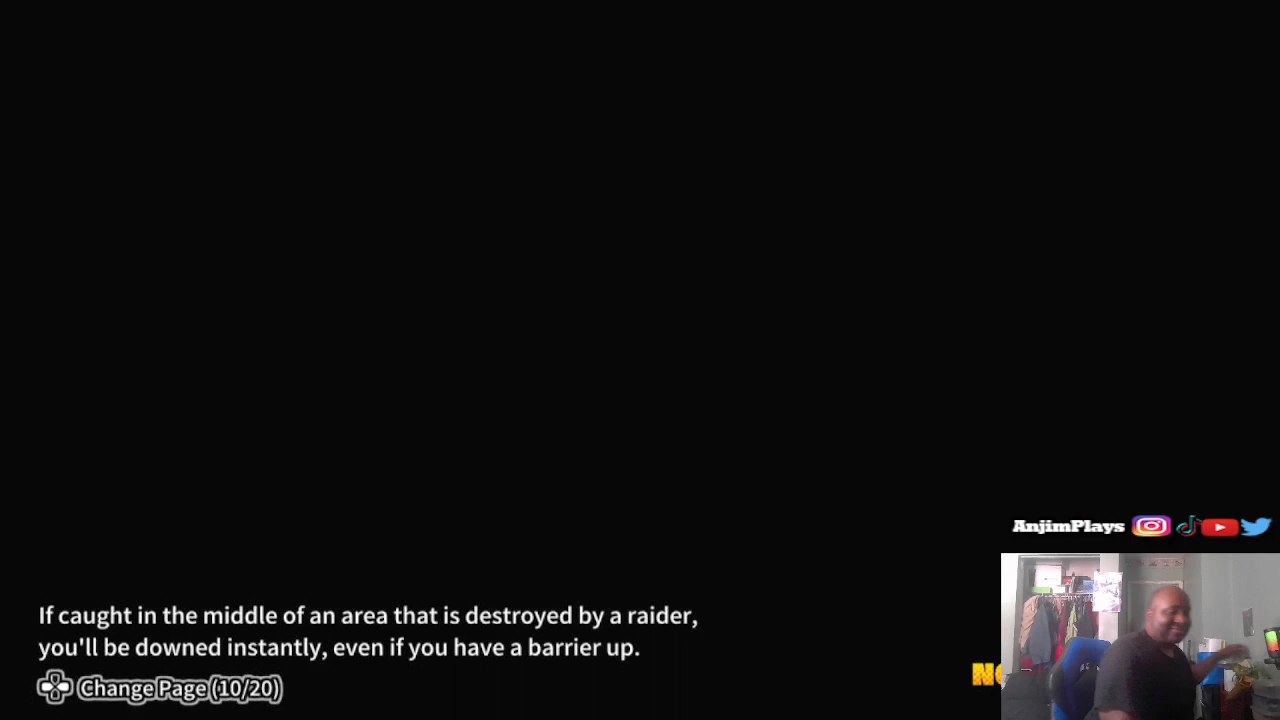 AnjimPlays
If caught in the middle of an area that is destroyed by a raider,
you'll be downed instantly, even if you have a barrier up.
Change Page (10/20)